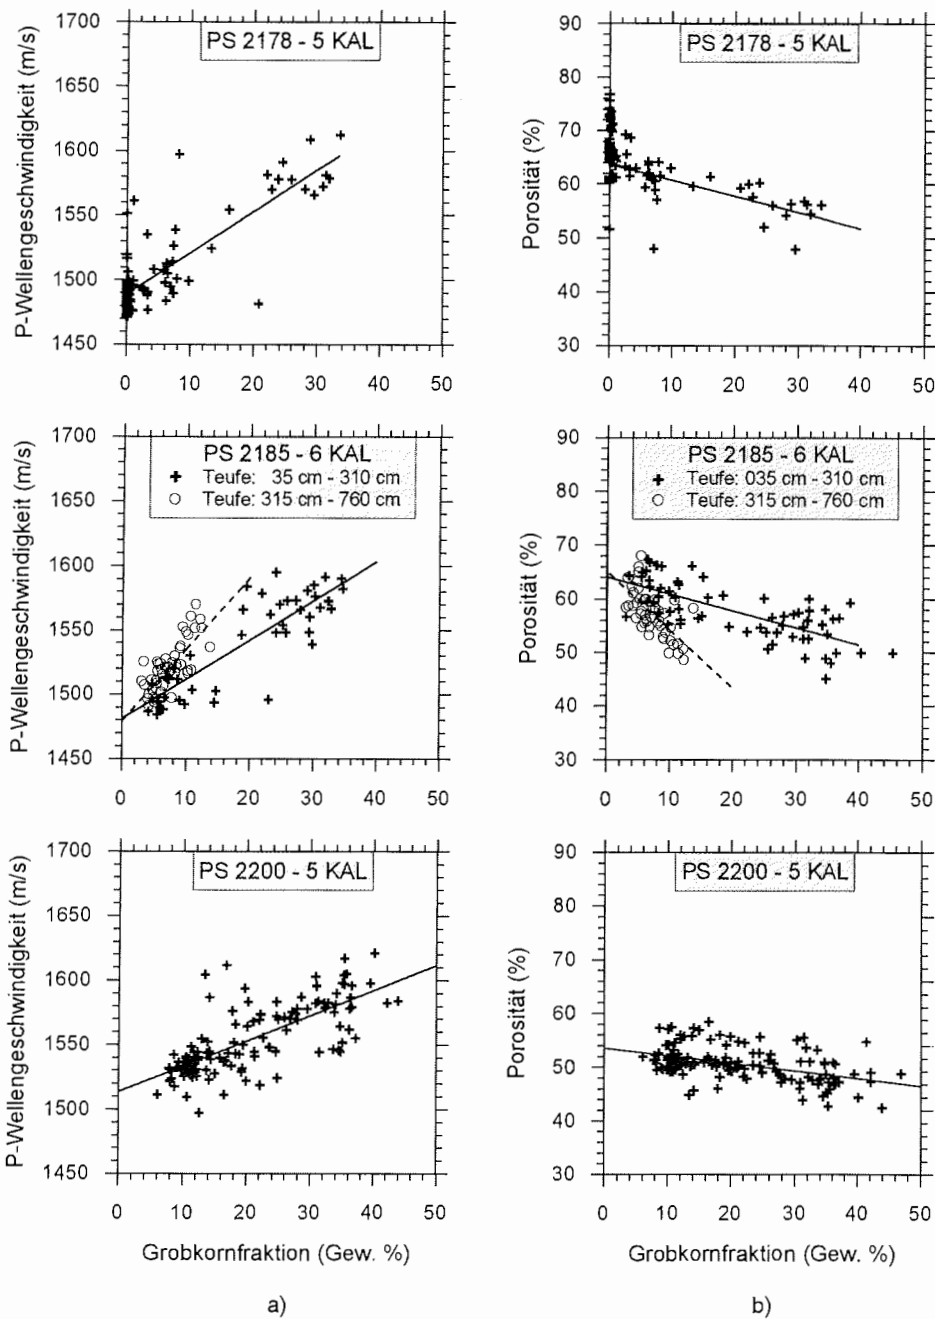 PS 2178 - 5 KAL
P-Wellengeschwindigkeit (m/s)
1700
1650
1600
1550
1500
1450
0 10 20 30 40 50
PS 2178 - 5 KAL
Porosität (%)
90
80
70
60
50
40
30
0 10 20 30 40 50
PS 2185 - 6 KAL
Teufe: 35 cm - 310 cm
Teufe: 315 cm - 760 cm
P-Wellengeschwindigkeit (m/s)
1700
1650
1600
1550
1500
1450
0 10 20 30 40 50
PS 2185 - 6 KAL
Teufe: 035 cm - 310 cm
Teufe: 315 cm - 760 cm
Porosität (%)
90
80
70
60
50
40
30
0 10 20 30 40 50
PS 2200 - 5 KAL
P-Wellengeschwindigkeit (m/s)
1700
1650
1600
1550
1500
1450
0 10 20 30 40 50
Grobkornfraktion (Gew. %)
a)
PS 2200 - 5 KAL
Porosität (%)
90
80
70
60
50
40
30
0 10 20 30 40 50
Grobkornfraktion (Gew. %)
b)